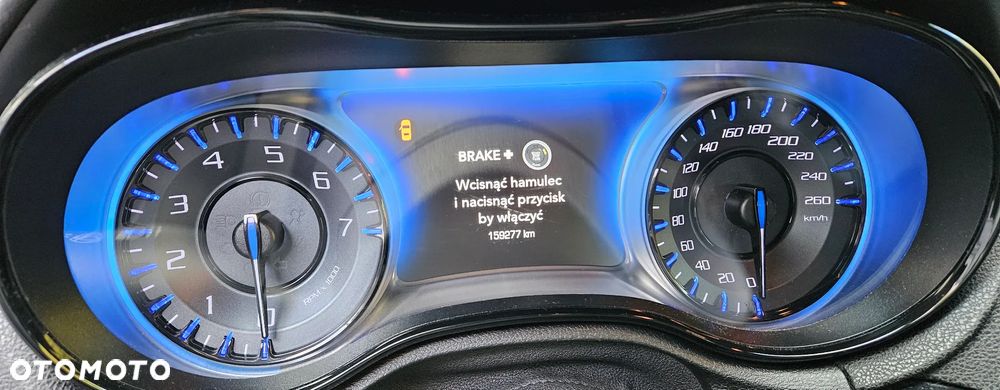 BRAKE +
Wcisnąć hamulec
i nacisnąć przycisk
by włączyć
159277 km
0
1
2
3
4
5
6
7
RPM x 1000
0
20
40
60
80
100
120
140
160
180
200
220
240
260
km/h
OTOMOTO